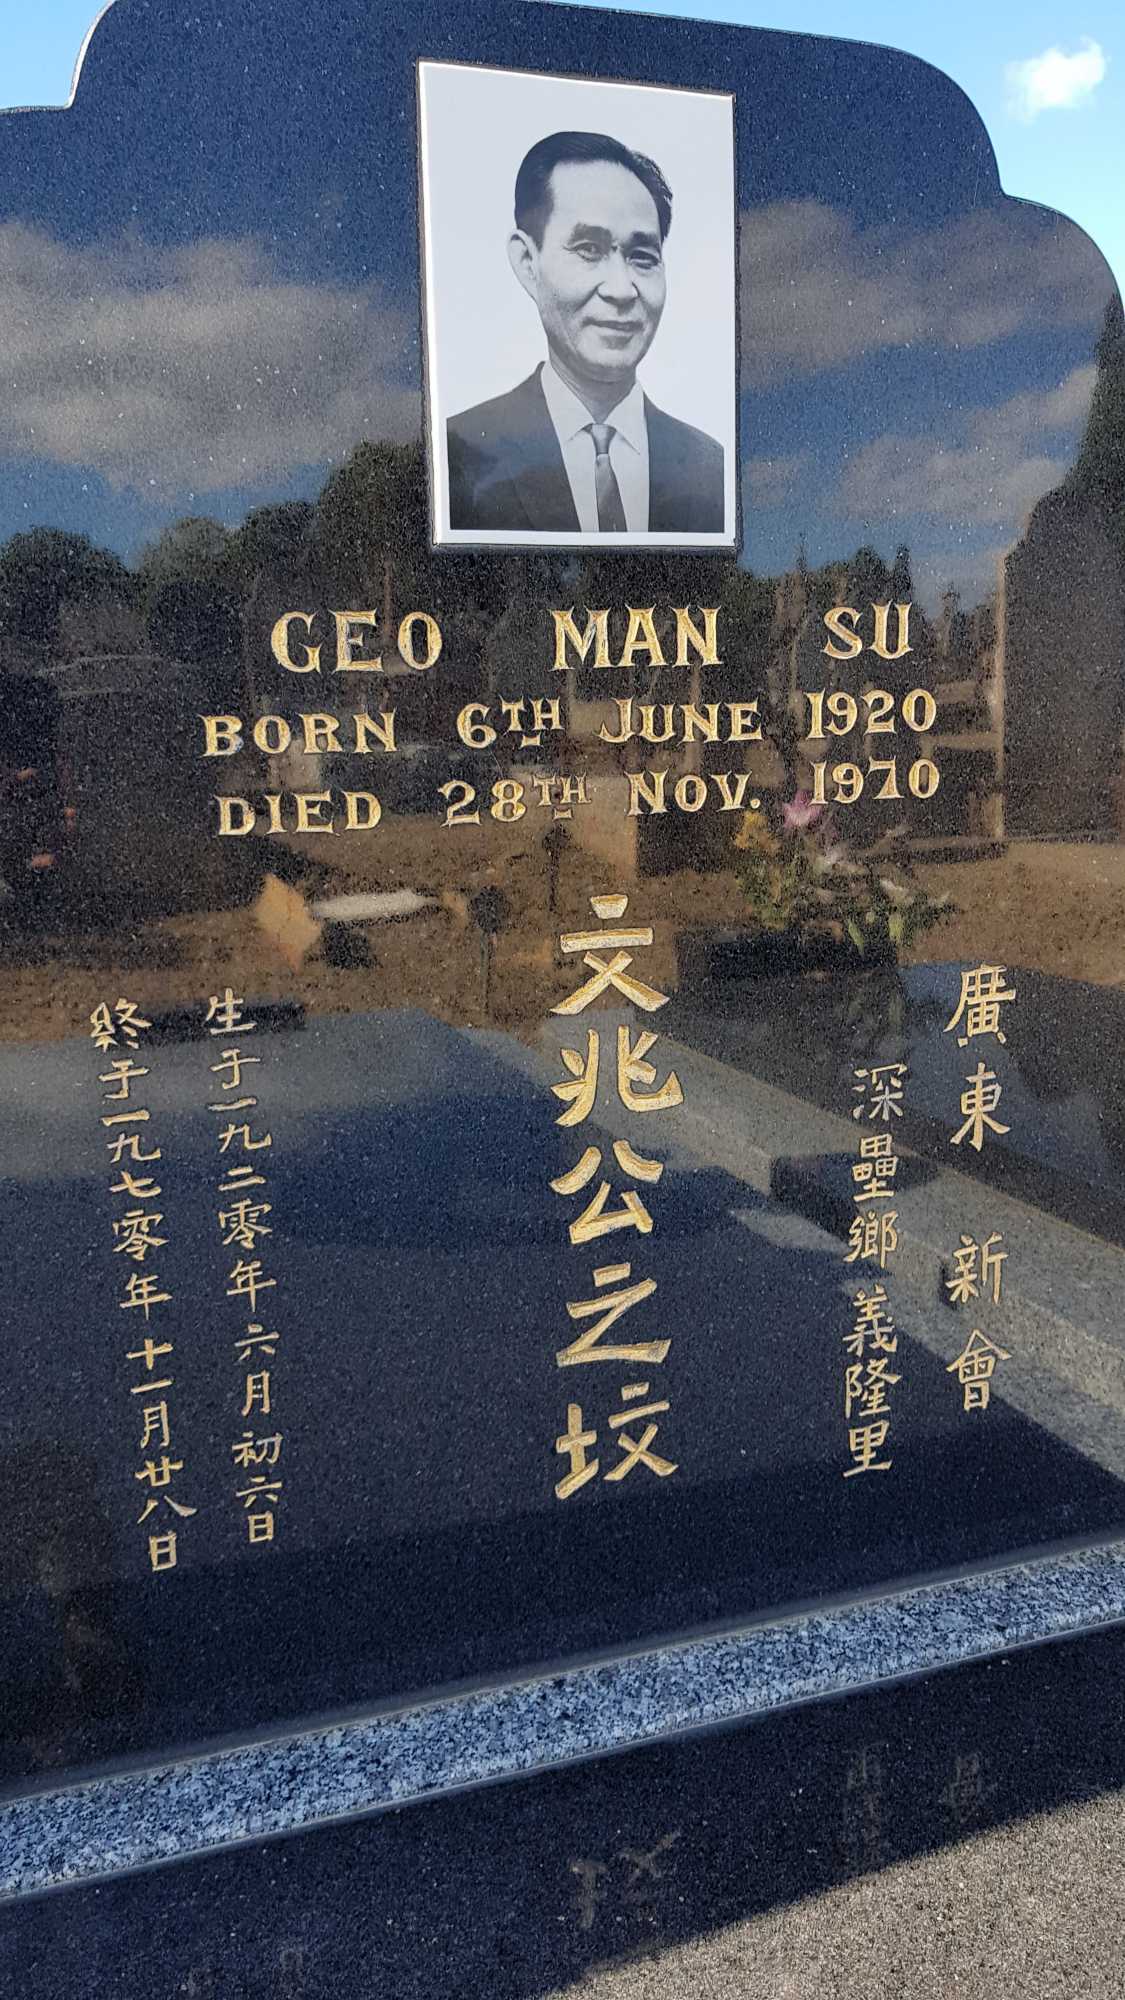 GEO MAN SU
BORN 6TH JUNE 1920
DIED 28TH NOV. 1970
廣東 新會
深壘鄉義隆里
文兆公之坟
生于一九二零年六月初六日
終于一九七零年十一月廿八日